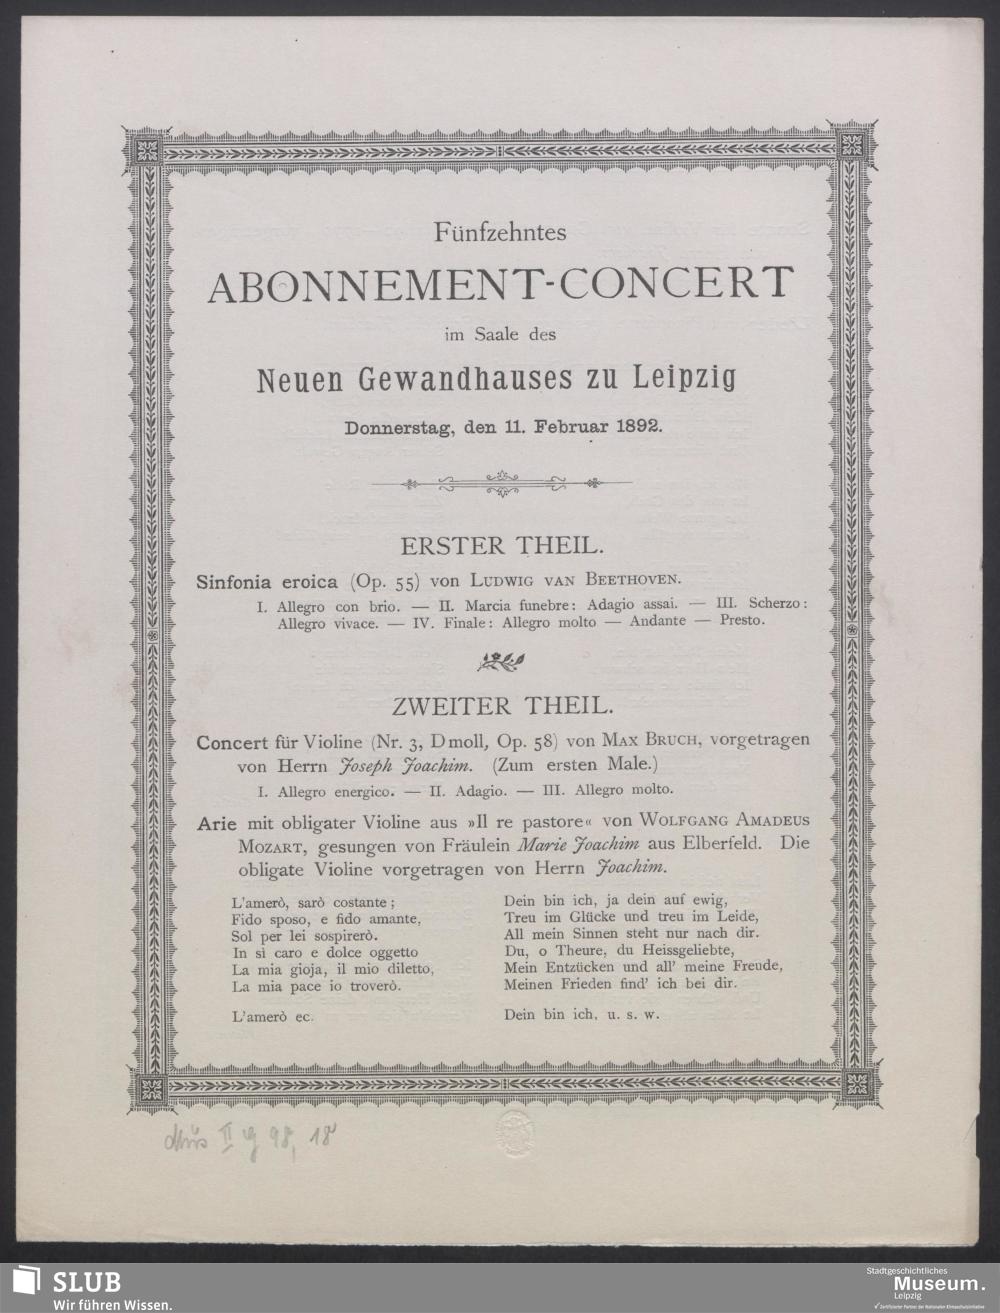 Fünfzehntes
ABONNEMENT-CONCERT
im Saale des
Neuen Gewandhauses zu Leipzig
Donnerstag, den 11. Februar 1892.
ERSTER THEIL.
Sinfonia eroica (Op. 55) von LUDWIG VAN BEETHOVEN.
I. Allegro con brio. — II. Marcia funebre: Adagio assai. — III. Scherzo:
Allegro vivace. — IV. Finale: Allegro molto — Andante — Presto.
ZWEITER THEIL.
Concert für Violine (Nr. 3, Dmoll, Op. 58) von MAX BRUCH, vorgetragen
von Herrn Joseph Joachim. (Zum ersten Male.)
I. Allegro energico. — II. Adagio. — III. Allegro molto.
Arie mit obligater Violine aus »Il re pastore« von WOLFGANG AMADEUS
MOZART, gesungen von Fräulein Marie Joachim aus Elberfeld. Die
obligate Violine vorgetragen von Herrn Joachim.
L'amerò, sarò costante;
Fido sposo, e fido amante,
Sol per lei sospirerò.
In sì caro e dolce oggetto
La mia gioja, il mio diletto,
La mia pace io troverò.
L'amerò ec.
Dein bin ich, ja dein auf ewig,
Treu im Glücke und treu im Leide,
All mein Sinnen steht nur nach dir.
Du, o Theure, du Heissgeliebte,
Mein Entzücken und all' meine Freude,
Meinen Frieden find' ich bei dir.
Dein bin ich, u. s. w.
Mus II 98, 18
SLUB
Wir führen Wissen.
Stadtgeschichtliches
Museum.
Leipzig
Zertifizierter Partner der Nationalen Klimaschutzinitiative